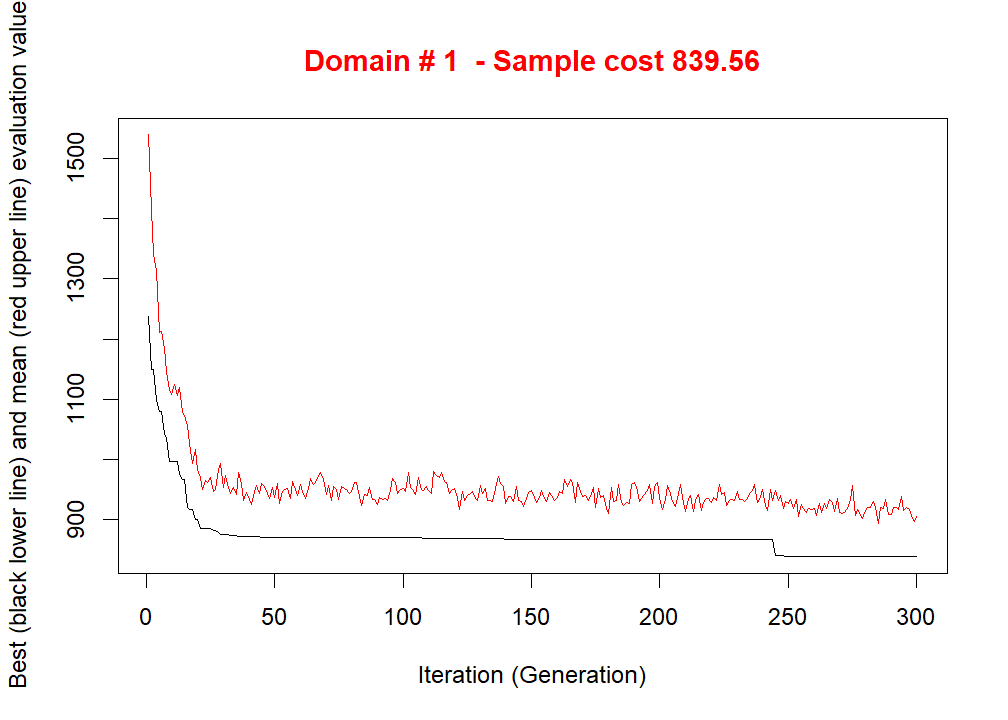 Domain # 1 - Sample cost 839.56
Best (black lower line) and mean (red upper line) evaluation value
1500
1300
1100
900
0 50 100 150 200 250 300
Iteration (Generation)